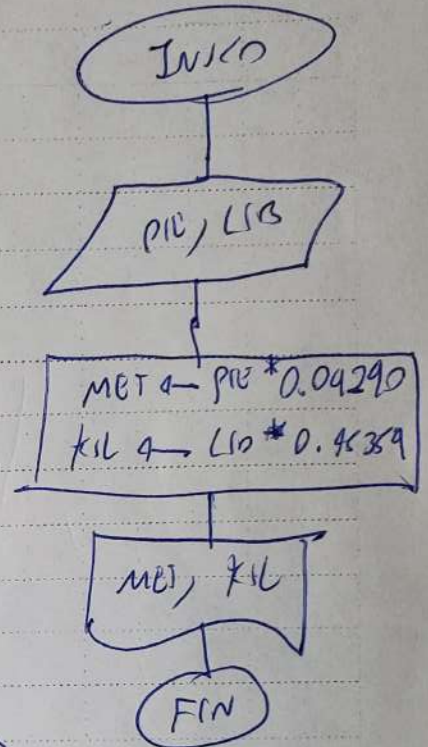 INICIO
PIE, LIB
MET ← PIE * 0.09290
KIL ← LIB * 0.45359
MET, KIL
FIN